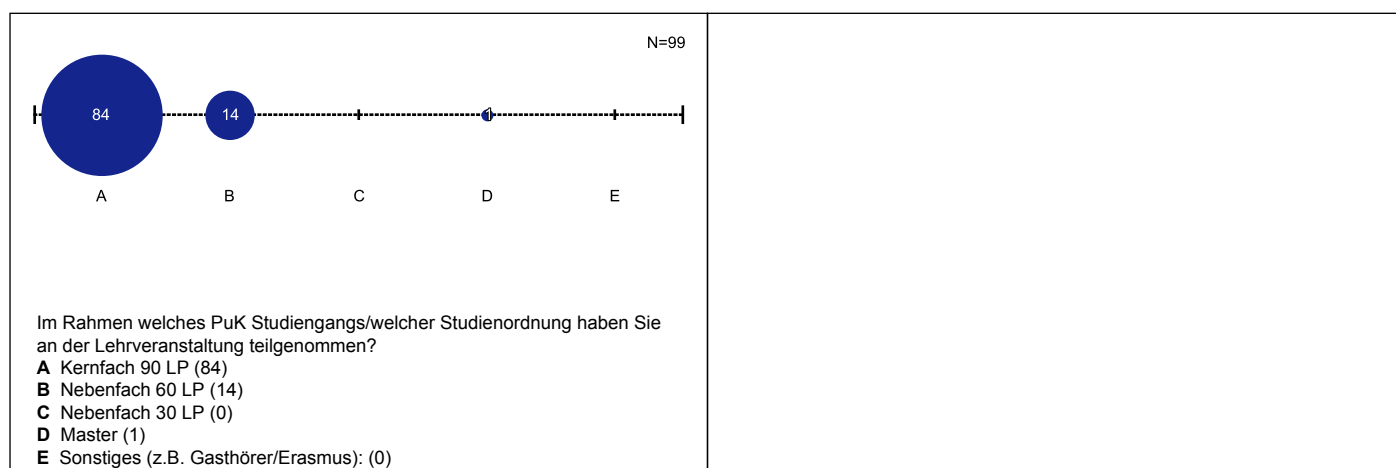 N=99
84
14
1
A
B
C
D
E
Im Rahmen welches PuK Studiengangs/welcher Studienordnung haben Sie
an der Lehrveranstaltung teilgenommen?
A Kernfach 90 LP (84)
B Nebenfach 60 LP (14)
C Nebenfach 30 LP (0)
D Master (1)
E Sonstiges (z.B. Gasthörer/Erasmus): (0)